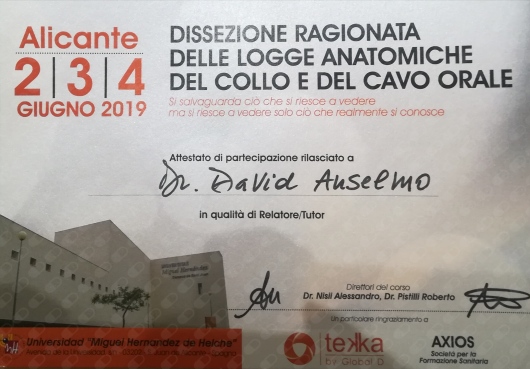 Alicante
2|3|4
GIUGNO 2019
DISSEZIONE RAGIONATA
DELLE LOGGE ANATOMICHE
DEL COLLO E DEL CAVO ORALE
Si salvaguarda ciò che si riesce a vedere
ma si riesce a vedere solo ciò che realmente si conosce
Attestato di partecipazione rilasciato a
Dr. David Anselmo
in qualità di Relatore/Tutor
Direttori del corso
Dr. Nisii Alessandro, Dr. Pistilli Roberto
Un particolare ringraziamento a
Universidad "Miguel Hernandez de Helche"
tekka
by Global D
AXIOS
Società per la
Formazione Sanitaria